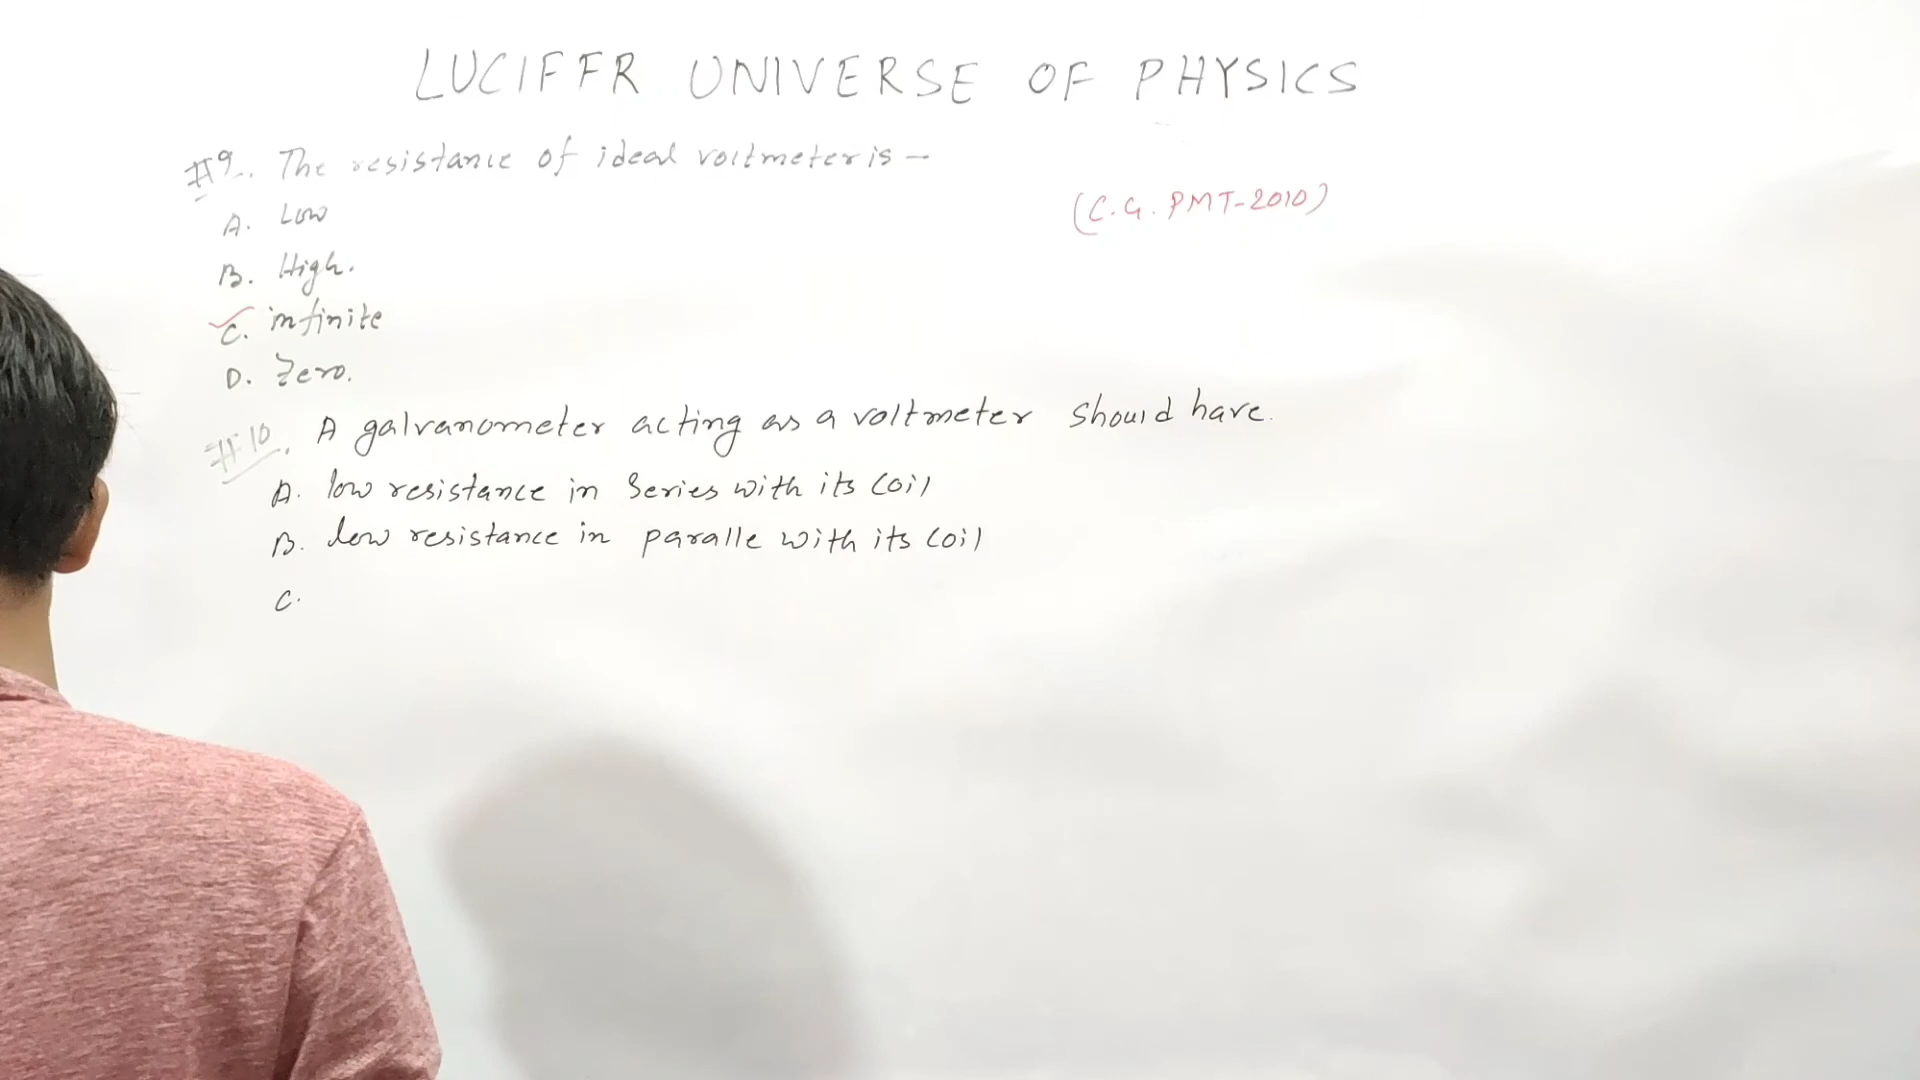 LUCIFFR UNIVERSE OF PHYSICS
#9. The resistance of ideal voltmeter is –
(C.G. PMT-2010)
A. Low
B. High.
C. infinite
D. Zero.
#10. A galvanometer acting as a voltmeter should have.
A. low resistance in Series with its coil
B. low resistance in paralle with its coil
C.